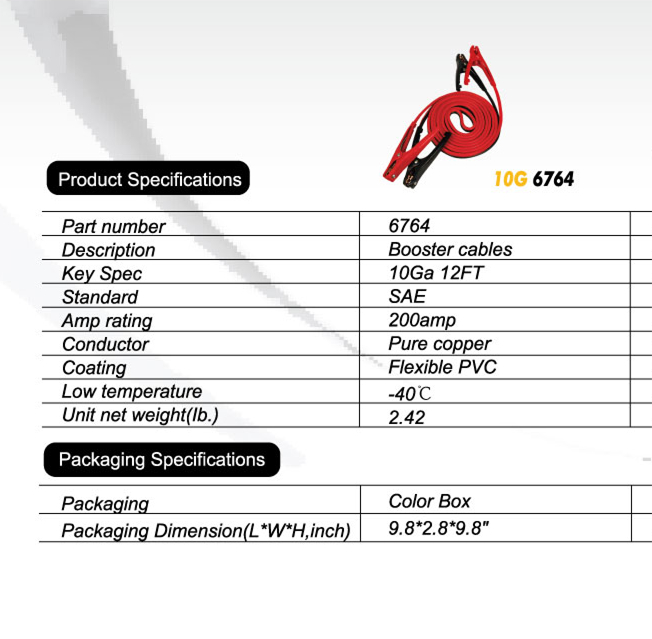 10G 6764
Product Specifications
Part number 6764
Description Booster cables
Key Spec 10Ga 12FT
Standard SAE
Amp rating 200amp
Conductor Pure copper
Coating Flexible PVC
Low temperature -40℃
Unit net weight(lb.) 2.42
Packaging Specifications
Packaging Color Box
Packaging Dimension(L*W*H,inch) 9.8*2.8*9.8"